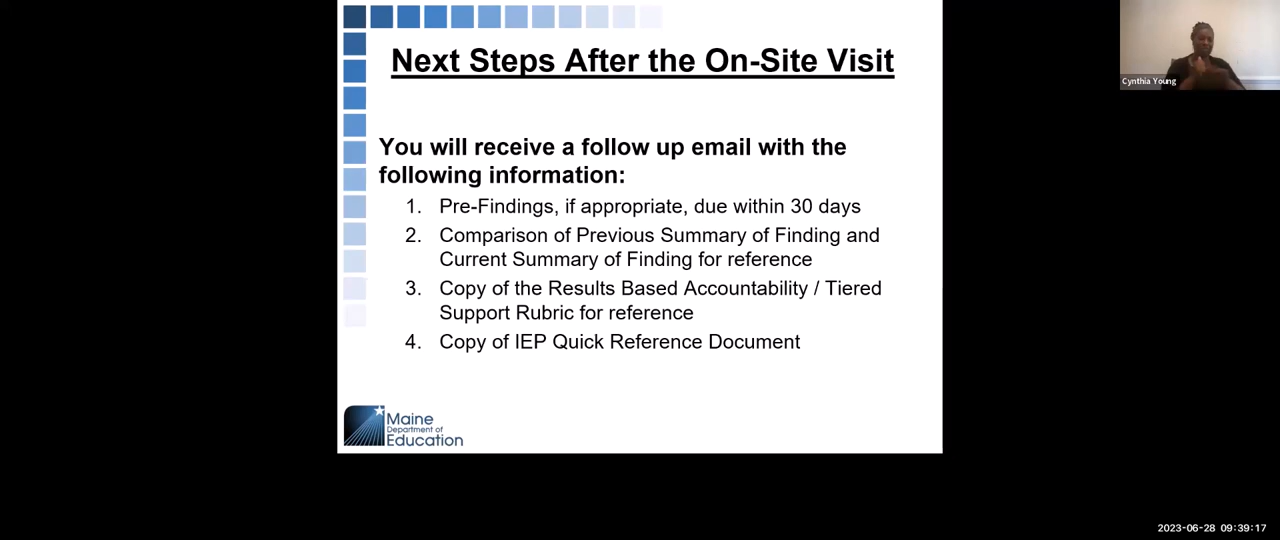 Next Steps After the On-Site Visit
Cynthia Young
You will receive a follow up email with the
following information:
1. Pre-Findings, if appropriate, due within 30 days
2. Comparison of Previous Summary of Finding and
Current Summary of Finding for reference
3. Copy of the Results Based Accountability / Tiered
Support Rubric for reference
4. Copy of IEP Quick Reference Document
Maine
Department of
Education
2023-06-28 09:39:17